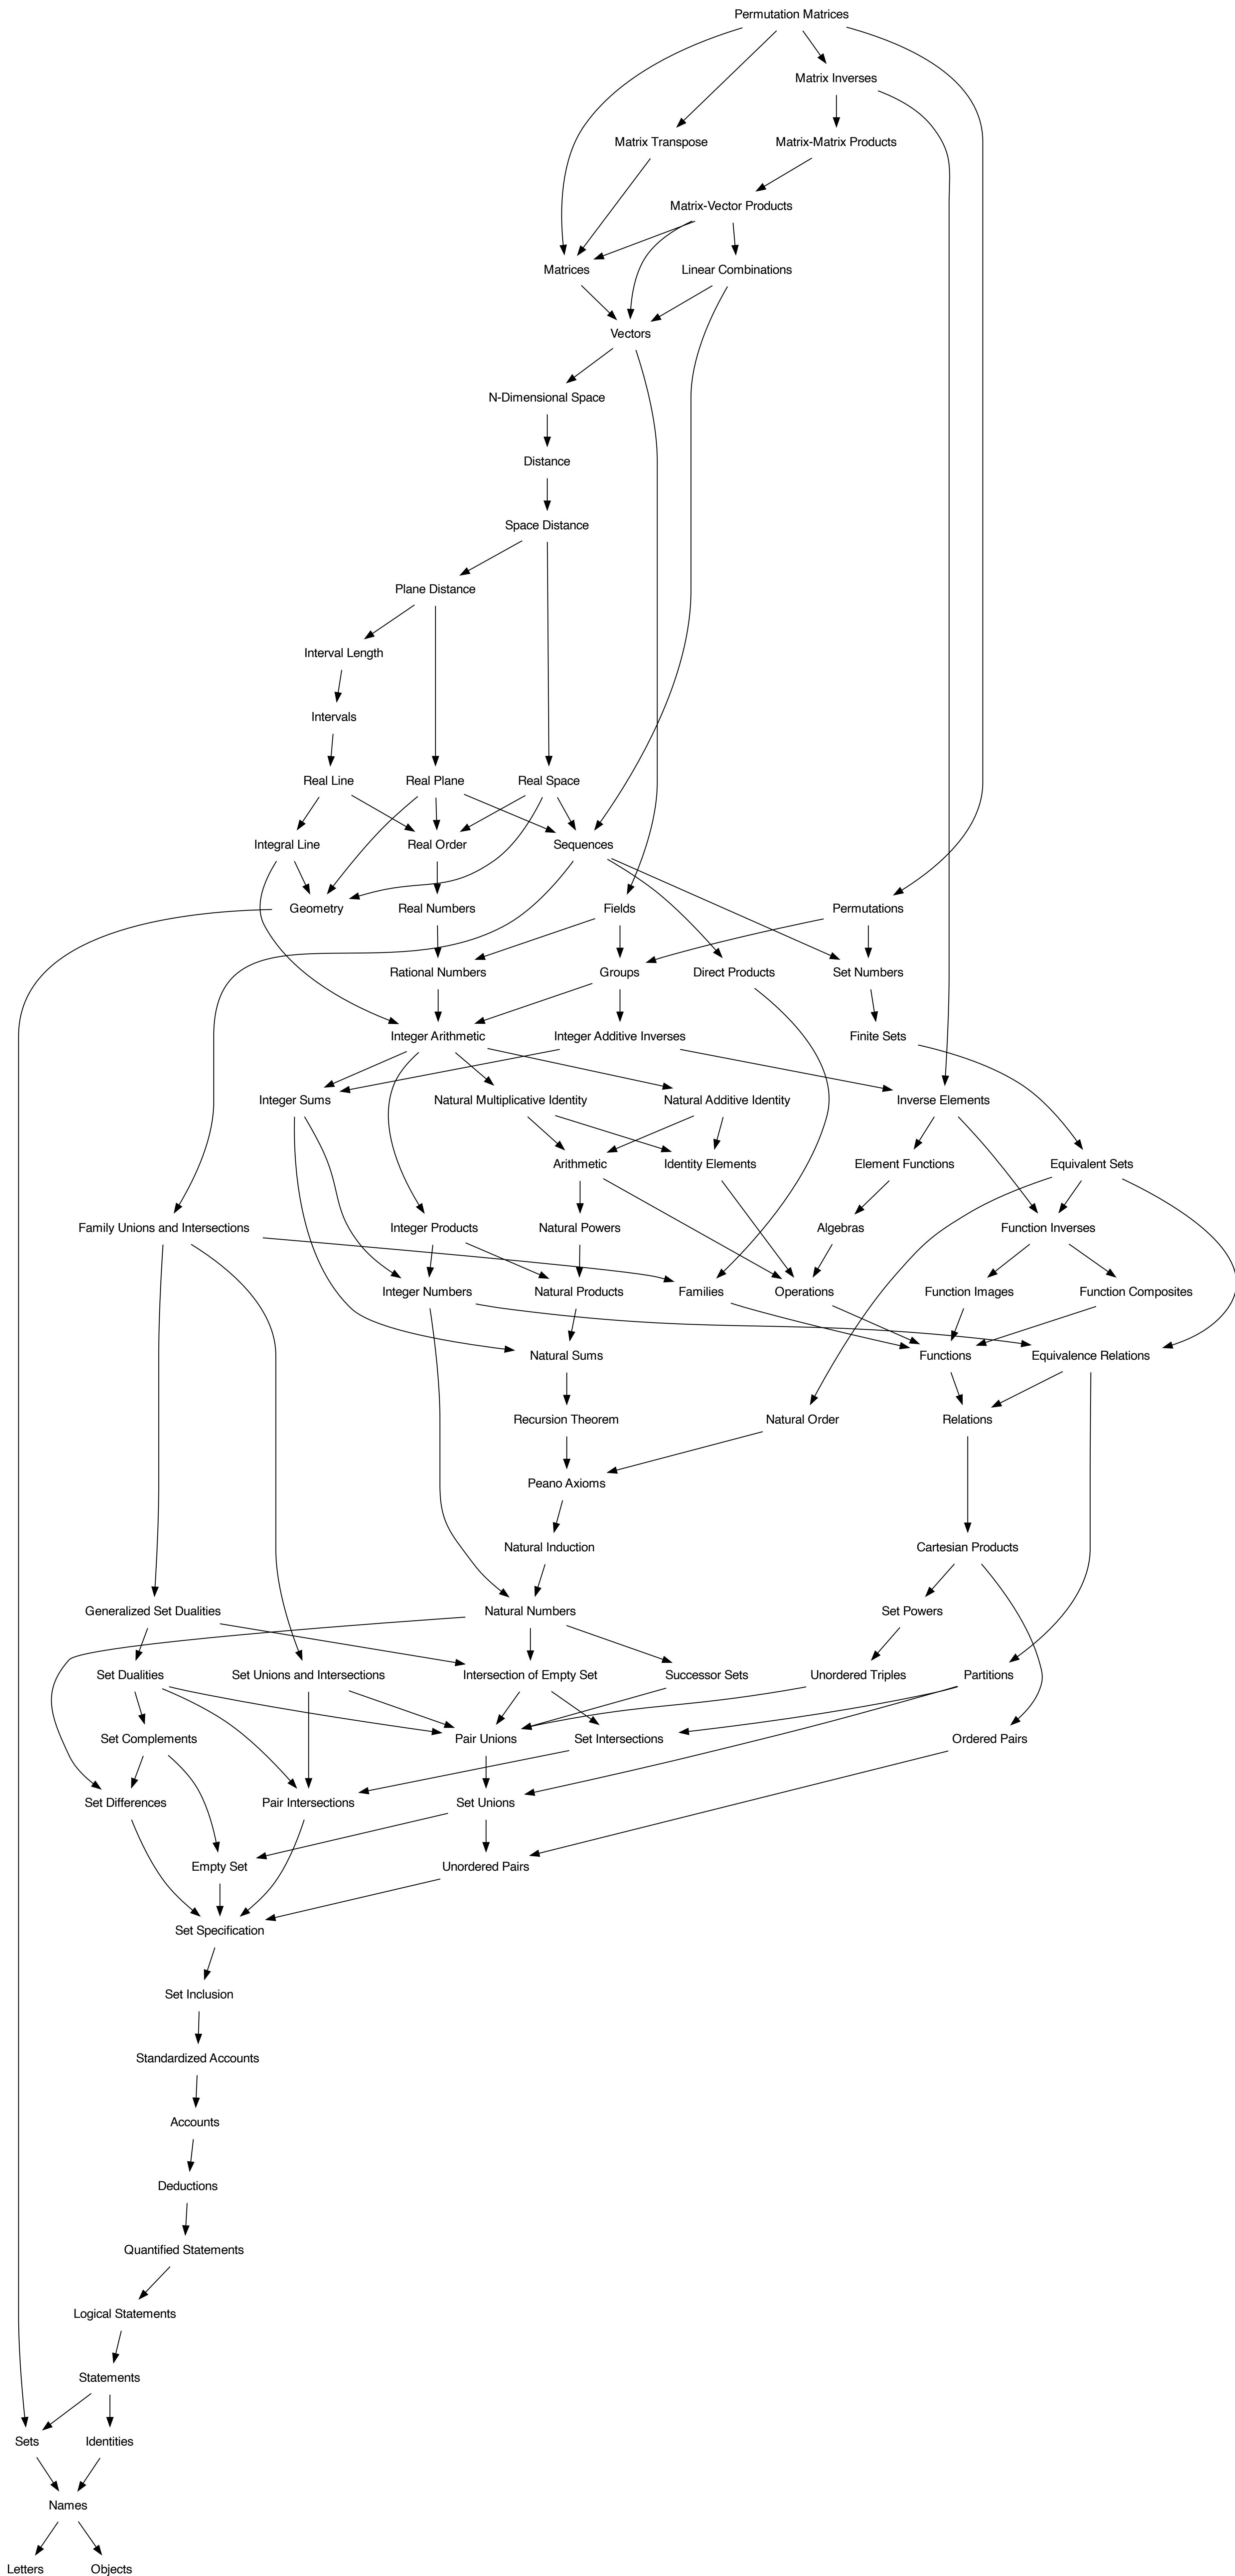 Permutation Matrices
Matrix Inverses
Matrix Transpose
Matrix-Matrix Products
Matrix-Vector Products
Matrices
Linear Combinations
Vectors
N-Dimensional Space
Distance
Space Distance
Plane Distance
Interval Length
Intervals
Real Line
Real Plane
Real Space
Integral Line
Real Order
Sequences
Geometry
Real Numbers
Fields
Permutations
Rational Numbers
Groups
Direct Products
Set Numbers
Integer Arithmetic
Integer Additive Inverses
Finite Sets
Integer Sums
Natural Multiplicative Identity
Natural Additive Identity
Inverse Elements
Arithmetic
Identity Elements
Element Functions
Equivalent Sets
Family Unions and Intersections
Integer Products
Natural Powers
Algebras
Function Inverses
Integer Numbers
Natural Products
Families
Operations
Function Images
Function Composites
Natural Sums
Functions
Equivalence Relations
Recursion Theorem
Natural Order
Relations
Peano Axioms
Natural Induction
Cartesian Products
Generalized Set Dualities
Natural Numbers
Set Powers
Set Dualities
Set Unions and Intersections
Intersection of Empty Set
Successor Sets
Unordered Triples
Partitions
Set Complements
Pair Unions
Set Intersections
Ordered Pairs
Set Differences
Pair Intersections
Set Unions
Empty Set
Unordered Pairs
Set Specification
Set Inclusion
Standardized Accounts
Accounts
Deductions
Quantified Statements
Logical Statements
Statements
Sets
Identities
Names
Letters
Objects